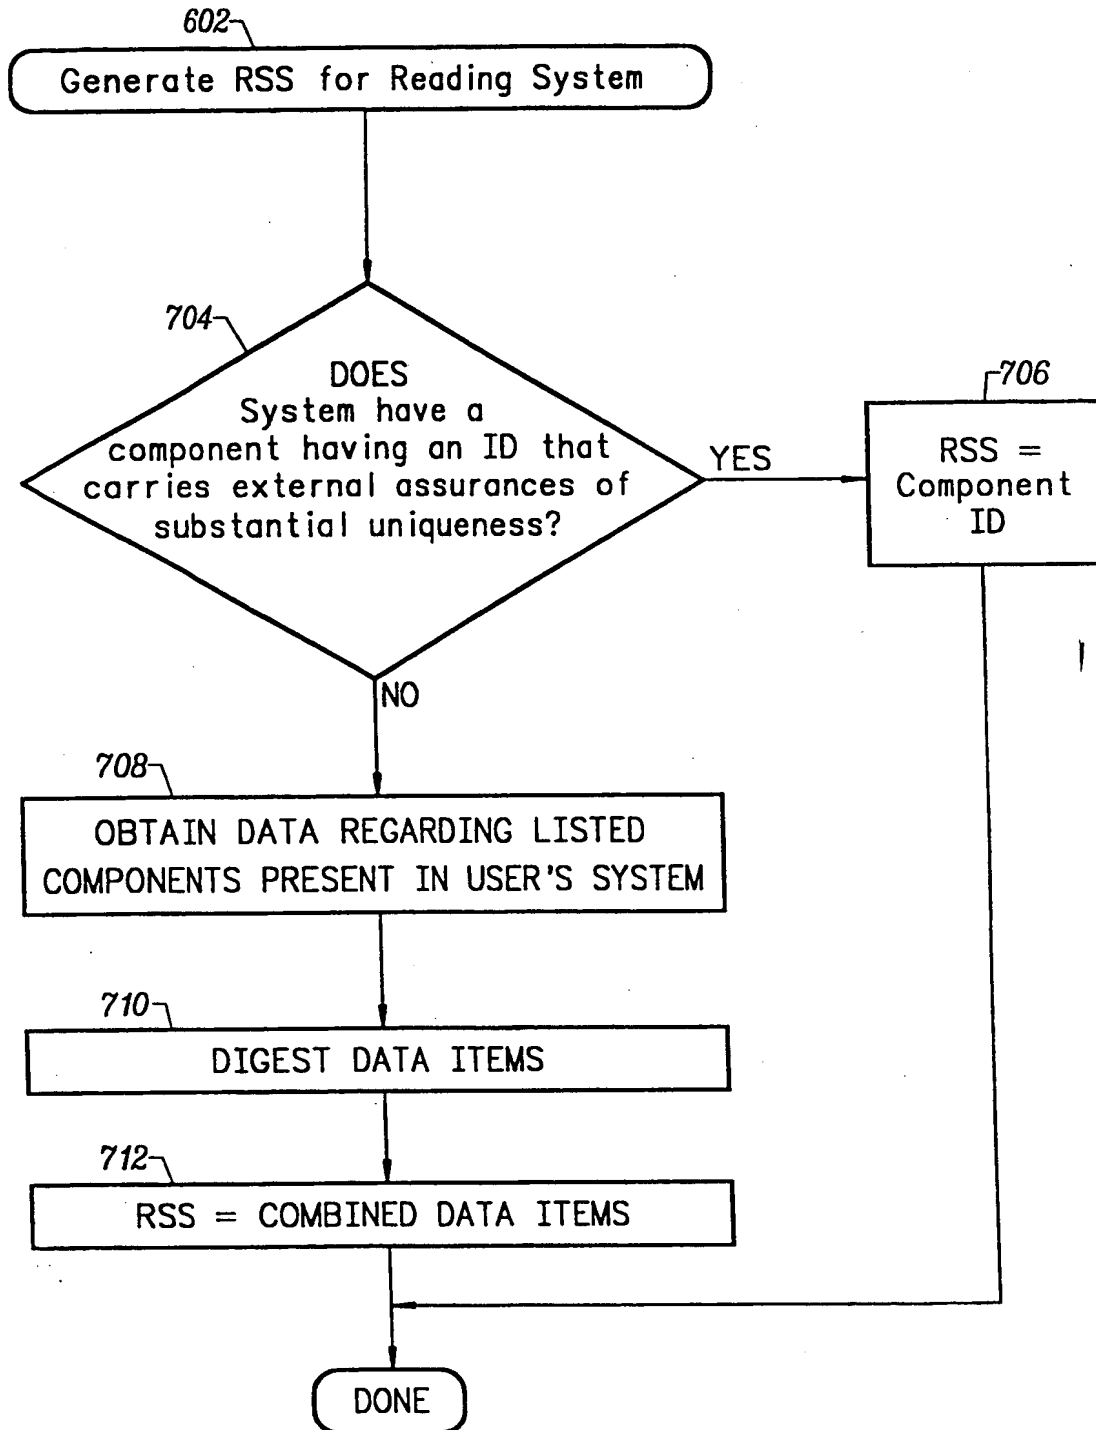 602
Generate RSS for Reading System
704
DOES
System have a
component having an ID that
carries external assurances of
substantial uniqueness?
YES
706
RSS =
Component
ID
NO
708
OBTAIN DATA REGARDING LISTED
COMPONENTS PRESENT IN USER'S SYSTEM
710
DIGEST DATA ITEMS
712
RSS = COMBINED DATA ITEMS
DONE